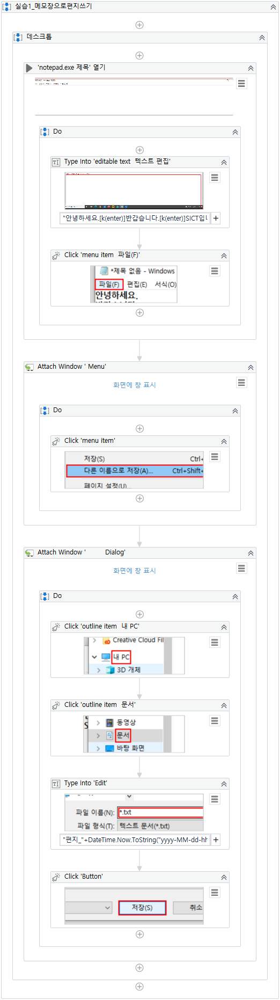 실습1_메모장으로편지쓰기
데스크톱
'notepad.exe 제목' 열기
Do
Type Into 'editable text 텍스트 편집'
"안녕하세요.[k(enter)]반갑습니다.[k(enter)]SICT입니
Click 'menu item 파일(F)'
*제목 없음 - Windows
파일(F) 편집(E) 서식(O)
안녕하세요.
Attach Window ' Menu'
화면에 창 표시
Do
Click 'menu item'
저장(S) Ctrl+
다른 이름으로 저장(A)... Ctrl+Shift+
페이지 설정(U)...
Attach Window ' Dialog'
화면에 창 표시
Do
Click 'outline item 내 PC'
Creative Cloud Fil
내 PC
3D 개체
Click 'outline item 문서'
동영상
문서
바탕 화면
Type Into 'Edit'
파일 이름(N): *.txt
파일 형식(T): 텍스트 문서(*.txt)
"편지_"+DateTime.Now.ToString("yyyy-MM-dd-hh
Click 'Button'
저장(S) 취소